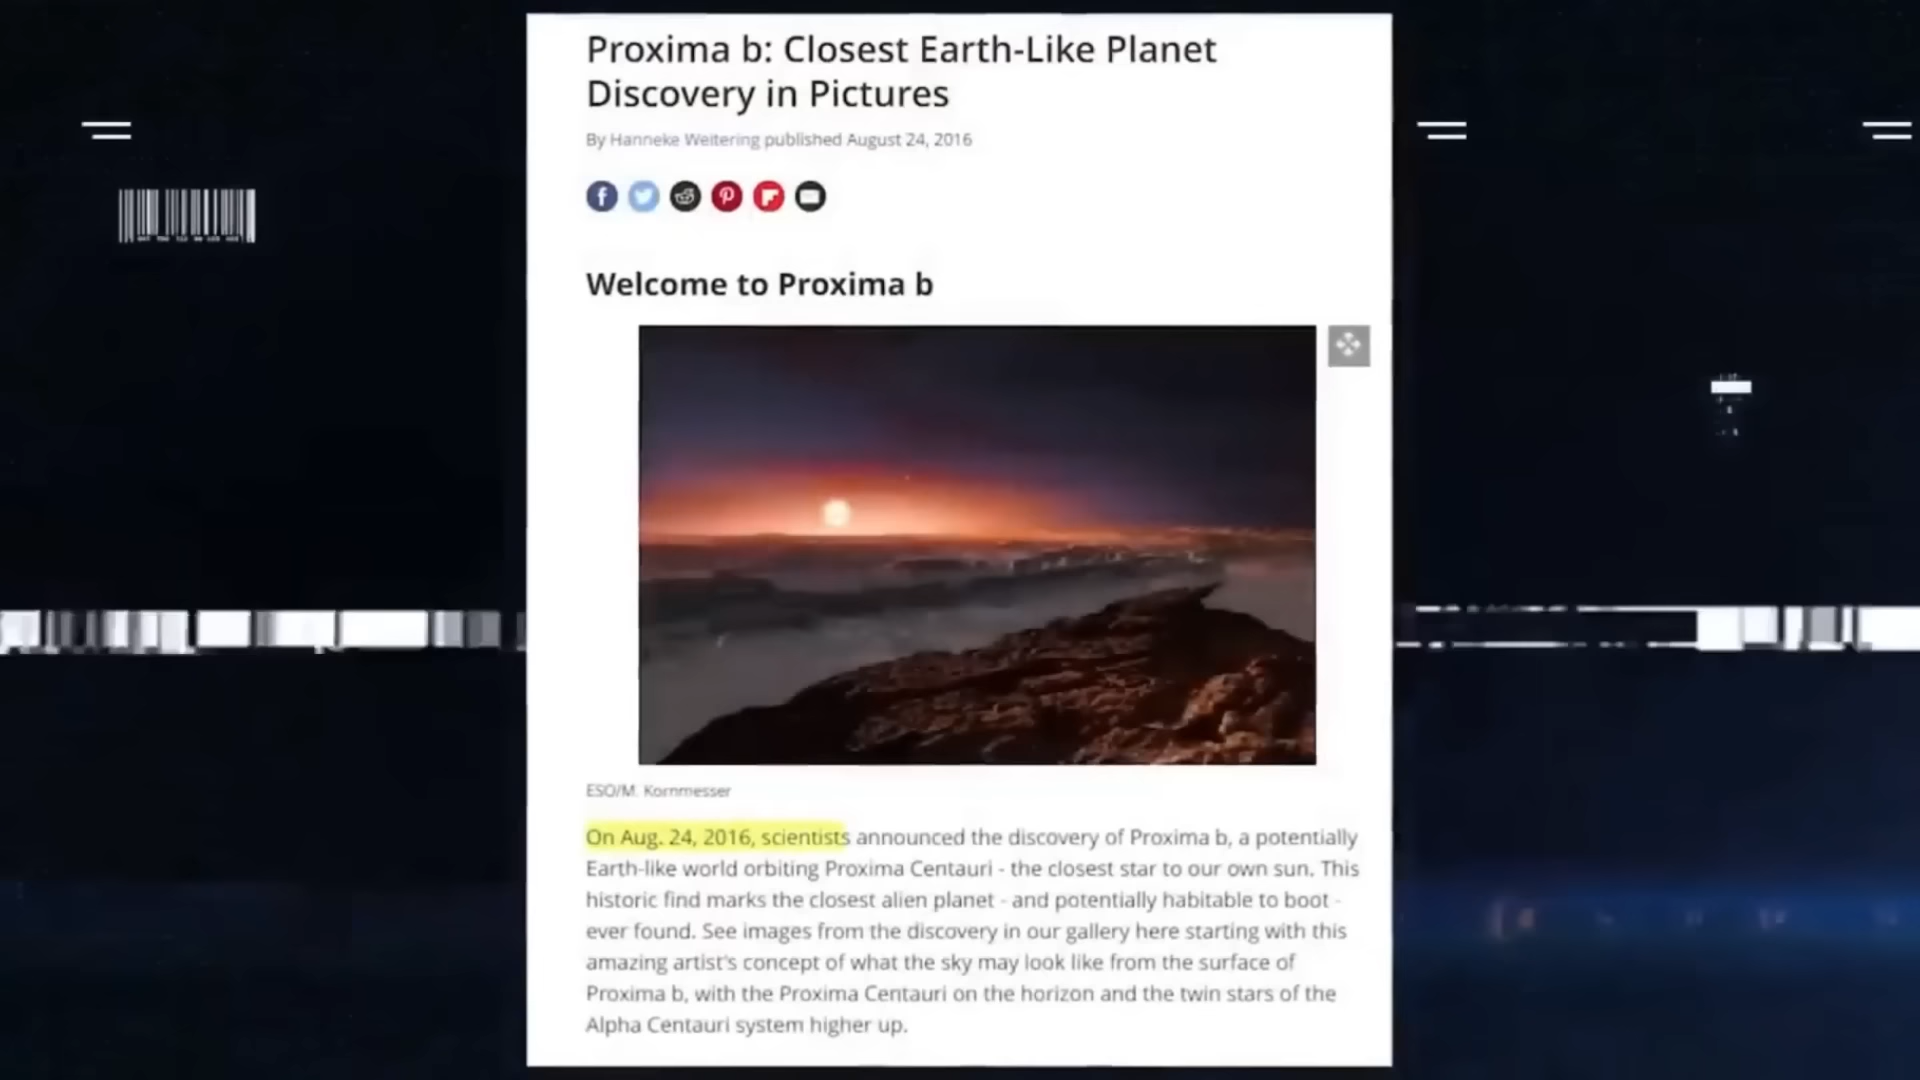 Proxima b: Closest Earth-Like Planet
Discovery in Pictures
By Hanneke Weitering published August 24, 2016
Welcome to Proxima b
ESO/M. Kornmesser
On Aug. 24, 2016, scientists announced the discovery of Proxima b, a potentially
Earth-like world orbiting Proxima Centauri - the closest star to our own sun. This
historic find marks the closest alien planet - and potentially habitable to boot -
ever found. See images from the discovery in our gallery here starting with this
amazing artist's concept of what the sky may look like from the surface of
Proxima b, with the Proxima Centauri on the horizon and the twin stars of the
Alpha Centauri system higher up.